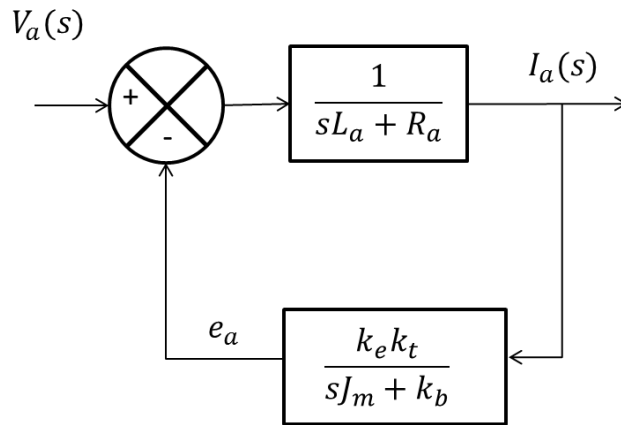 V_a(s)
+
-
1
sL_a + R_a
I_a(s)
e_a
k_e k_t
sJ_m + k_b